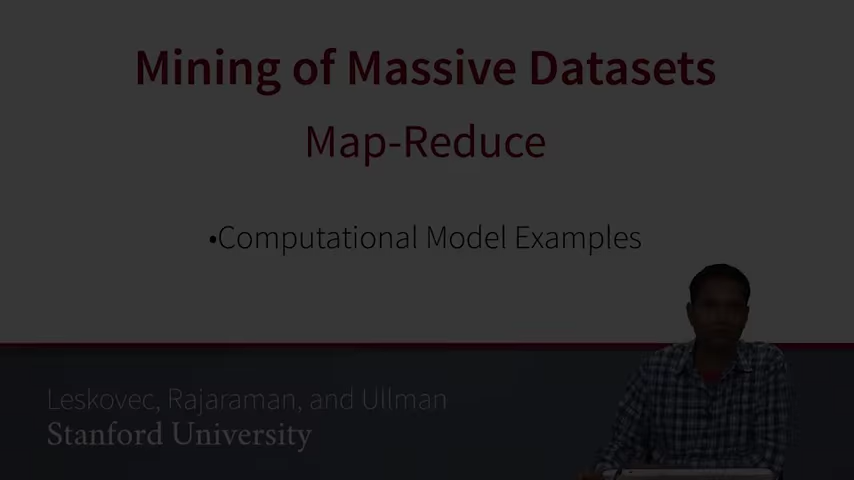 Mining of Massive Datasets
Map-Reduce
•Computational Model Examples
Leskovec, Rajaraman, and Ullman
Stanford University